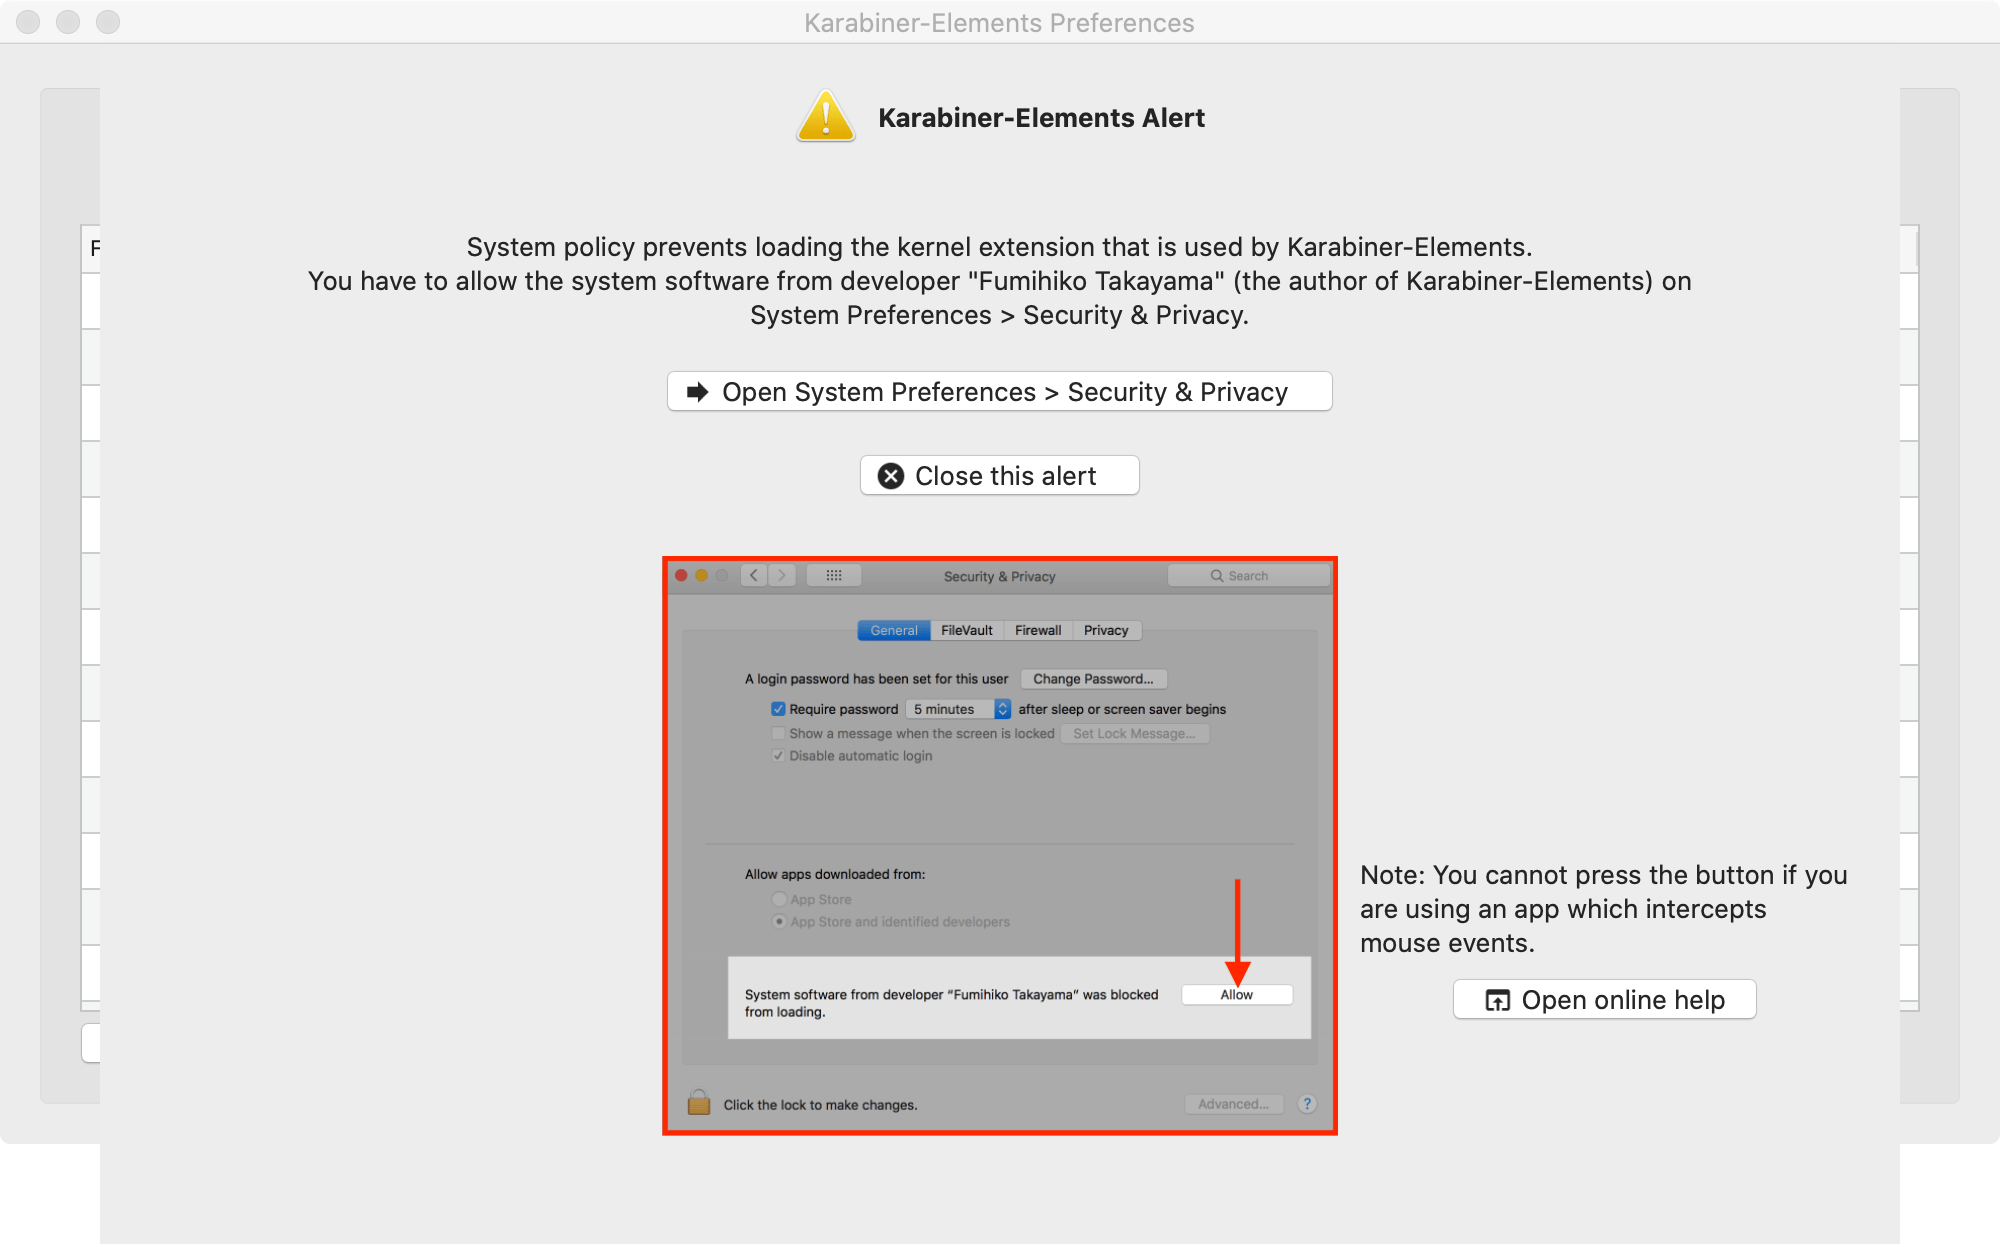 Karabiner-Elements Preferences
Karabiner-Elements Alert
F
System policy prevents loading the kernel extension that is used by Karabiner-Elements.
You have to allow the system software from developer "Fumihiko Takayama" (the author of Karabiner-Elements) on
System Preferences > Security & Privacy.
Open System Preferences > Security & Privacy
Close this alert
Security & Privacy
Search
General FileVault Firewall Privacy
A login password has been set for this user Change Password...
Require password 5 minutes after sleep or screen saver begins
Show a message when the screen is locked Set Lock Message...
Disable automatic login
Allow apps downloaded from:
App Store
App Store and identified developers
System software from developer “Fumihiko Takayama” was blocked
from loading.
Allow
Click the lock to make changes.
Advanced... ?
Note: You cannot press the button if you
are using an app which intercepts
mouse events.
Open online help